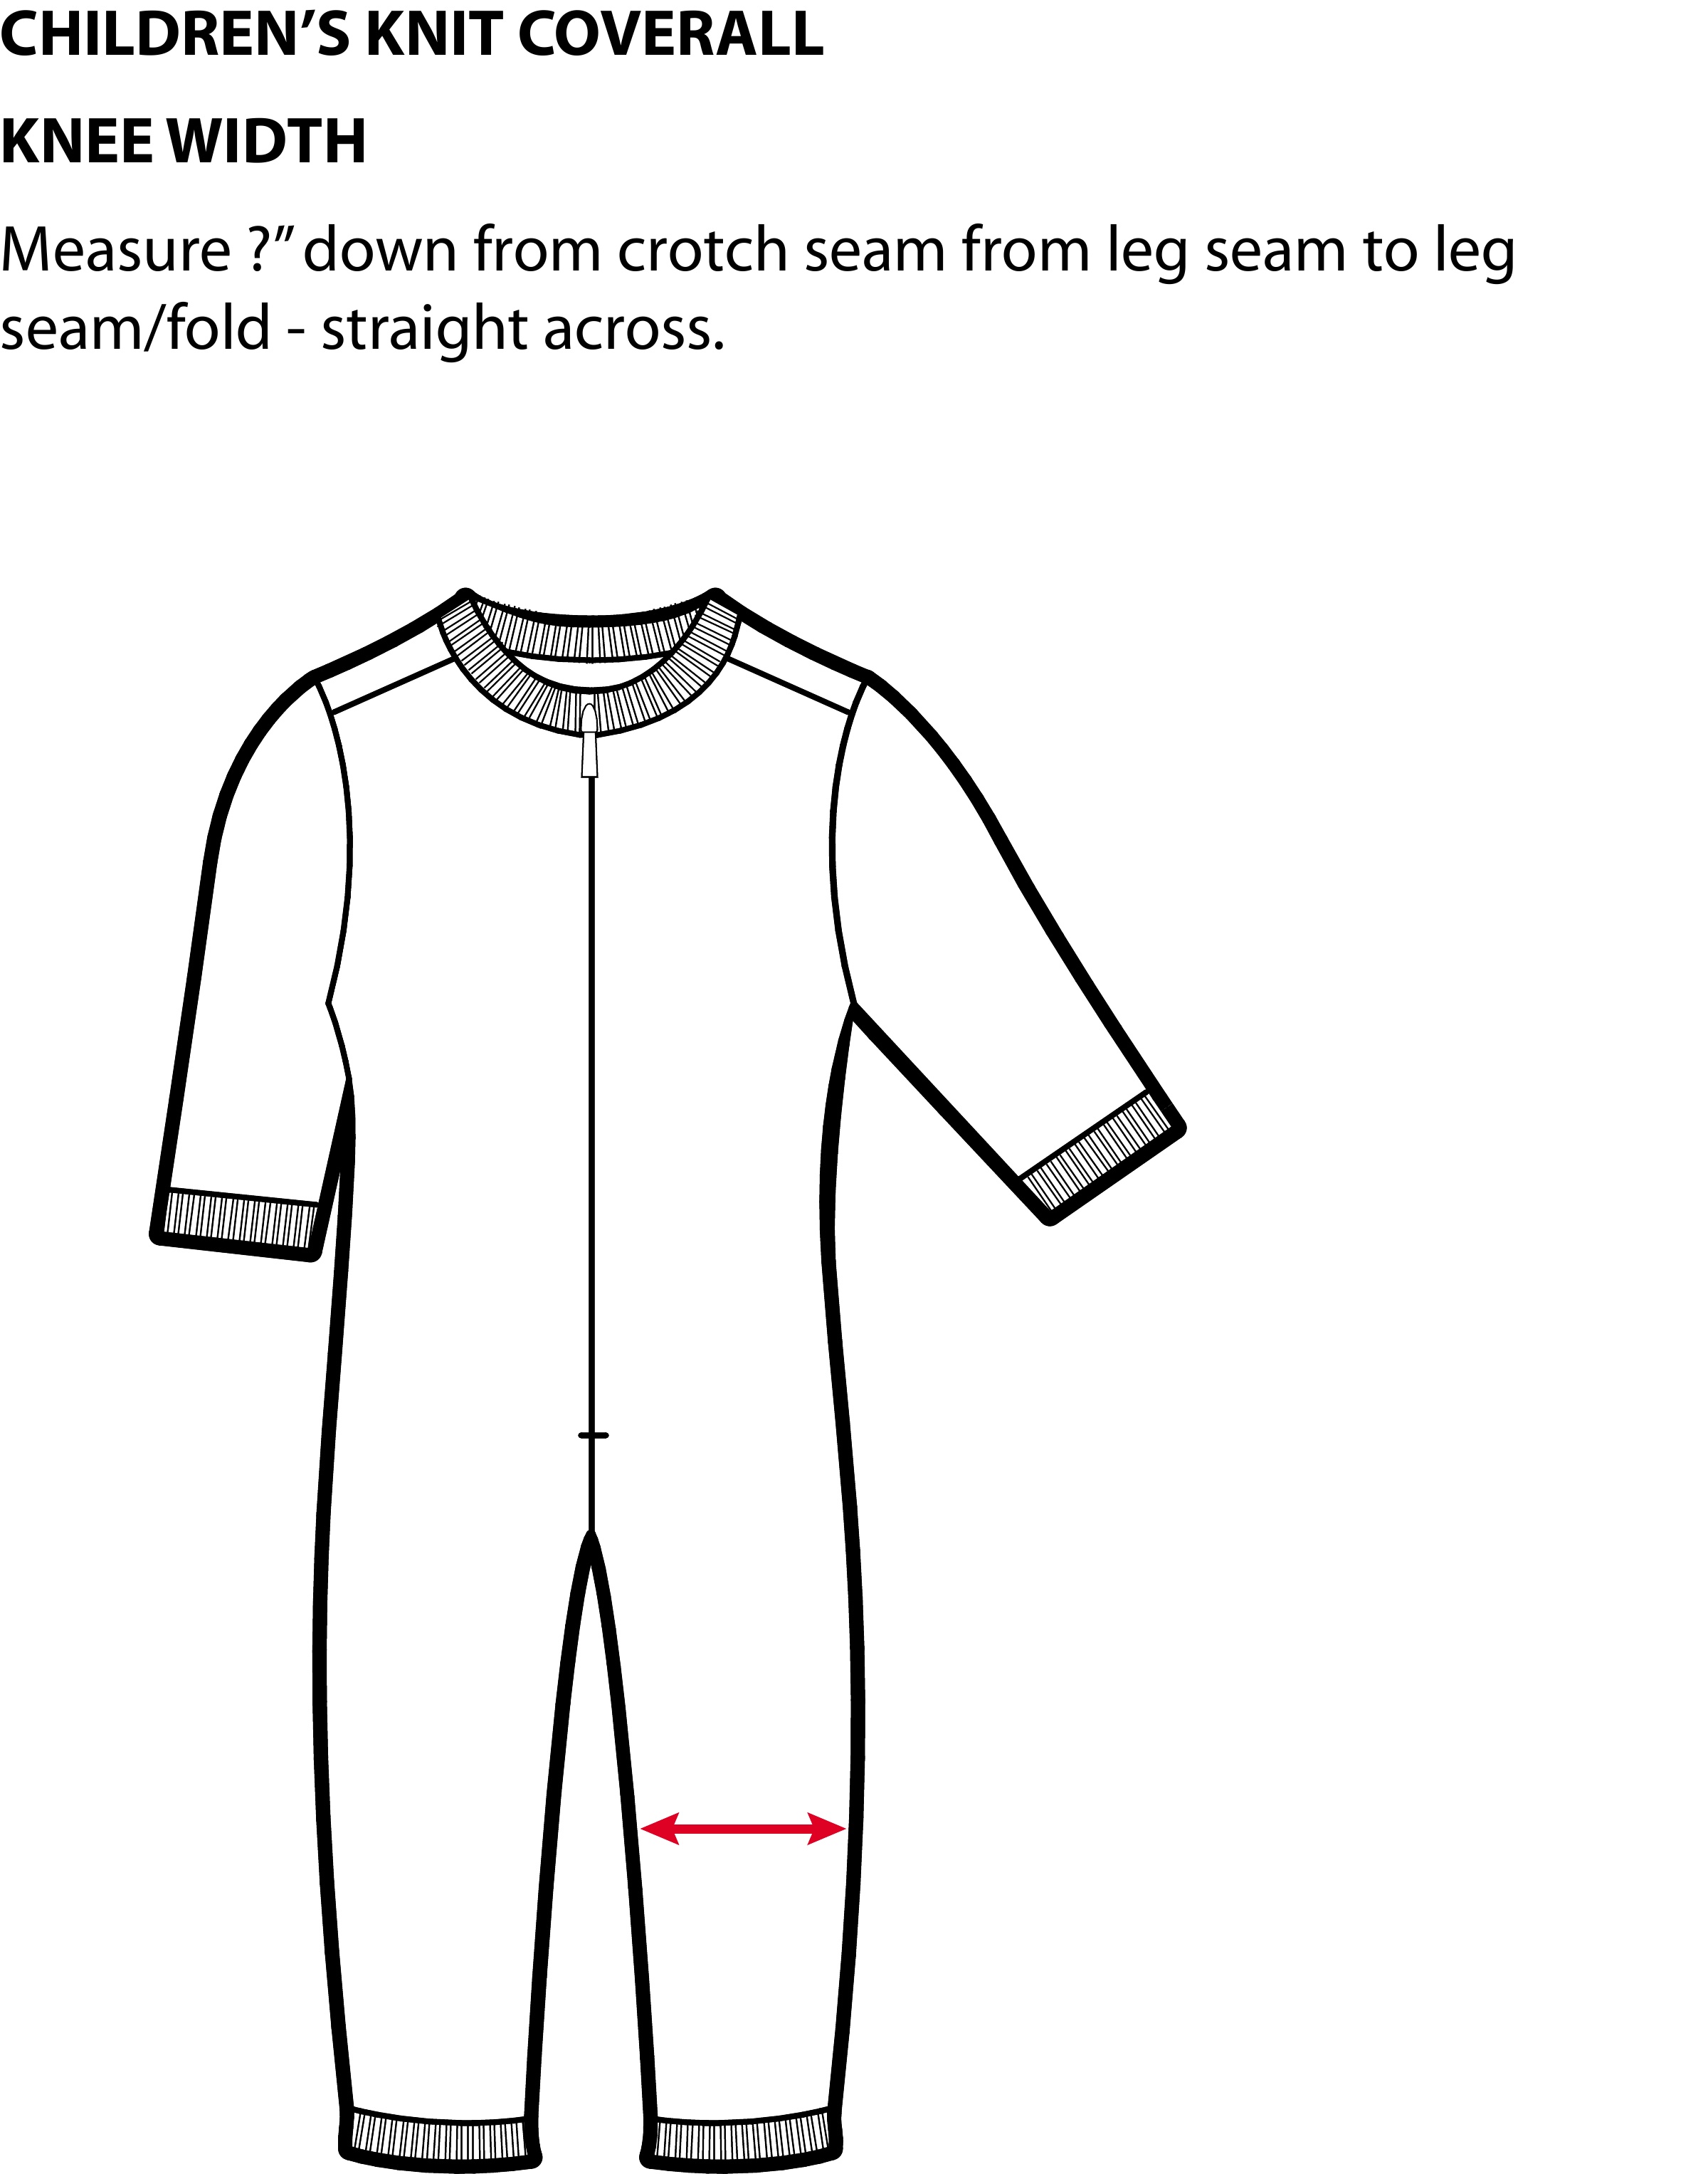 CHILDREN’S KNIT COVERALL
KNEE WIDTH
Measure ?” down from crotch seam from leg seam to leg
seam/fold - straight across.